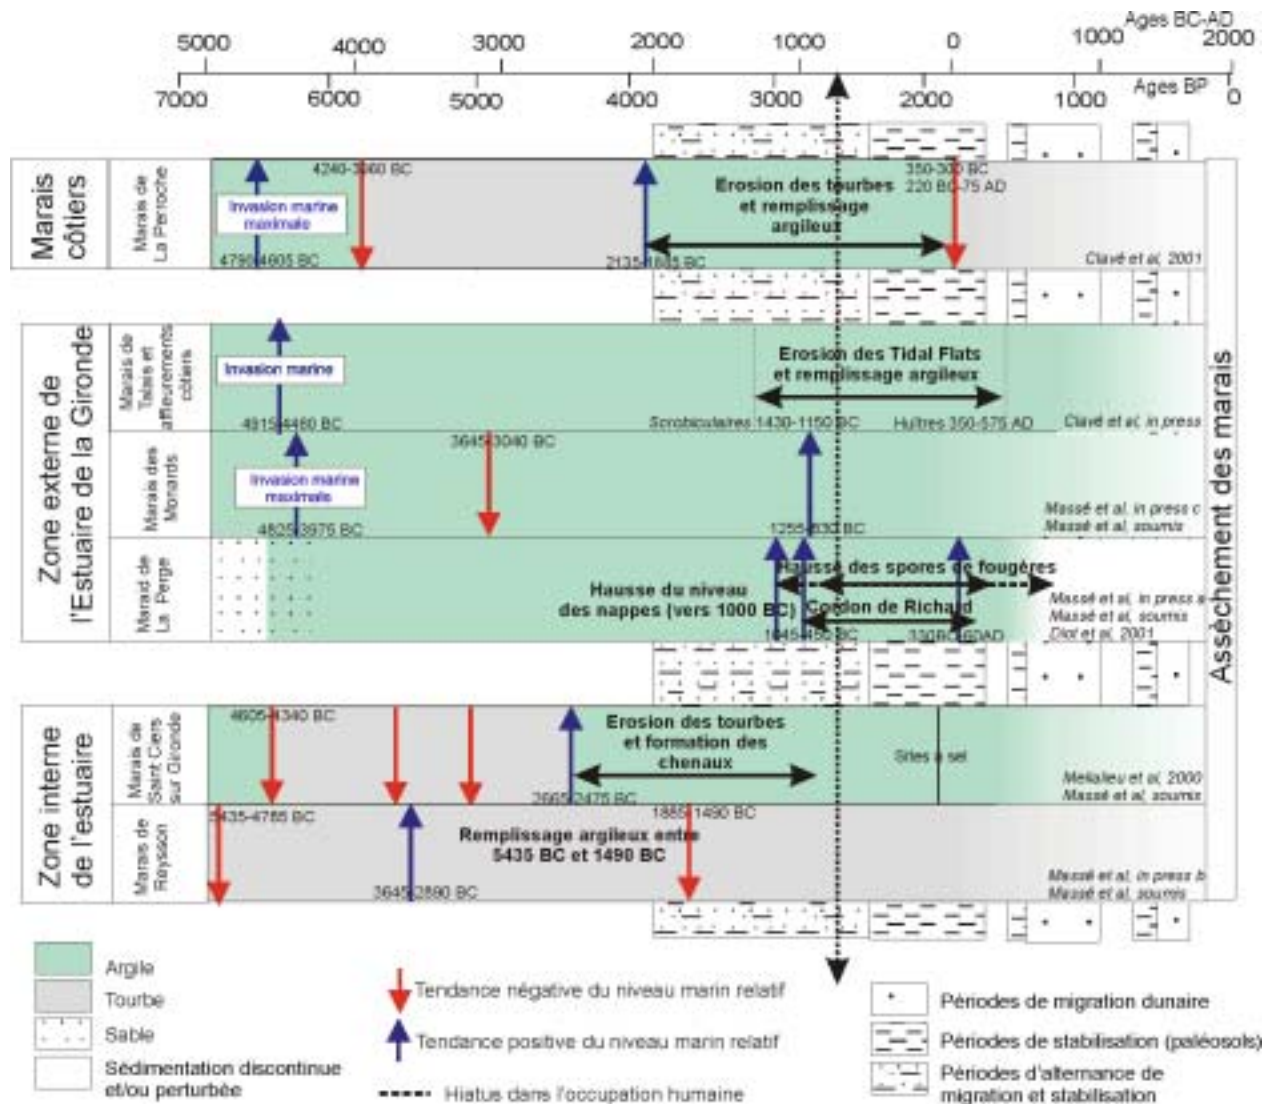 Ages BC-AD
5000 4000 3000 2000 1000 0 1000 2000
Ages BP
7000 6000 5000 4000 3000 2000 1000 0
Marais côtiers
Marais de
La Perroche
Invasion marine
maximale
4240-3960 BC
Erosion des tourbes
et remplissage
argileux
350-300 BC
220 BC-75 AD
Clavé et al, 2001
Zone externe de
l'Estuaire de la Gironde
Marais de
Talais et
affleurements
côtiers
Invasion marine
Erosion des Tidal Flats
et remplissage argileux
Scrobiculaires 1430-1150 BC
Huîtres 350-575 AD
Clavé et al, in press
Marais des
Monards
Invasion marine
maximale
4825-3975 BC
3645-3040 BC
1255-830 BC
Massé et al, in press c
Massé et al, soumis
Marad de
La Perge
Hausse des spores de fougères
Hausse du niveau
des nappes (vers 1000 BC)
Cordon de Richard
330BC-60AD
Massé et al, in press a
Massé et al, soumis
Diot et al, 2001
Zone interne
de l'estuaire
Marais de
Saint Ciers
sur Gironde
4605-4340 BC
Erosion des tourbes
et formation des
chenaux
Sites à sel
Massé et al, soumis
Marais de
Reysson
5435-4785 BC
1885-1490 BC
Remplissage argileux entre
5435 BC et 1490 BC
3645-2890 BC
Massé et al, in press b
Massé et al, soumis
Assèchement des marais
Argile
Tourbe
Sable
Sédimentation discontinue
et/ou perturbée
Tendance négative du niveau marin relatif
Tendance positive du niveau marin relatif
Hiatus dans l'occupation humaine
Périodes de migration dunaire
Périodes de stabilisation (paléosols)
Périodes d'alternance de
migration et stabilisation